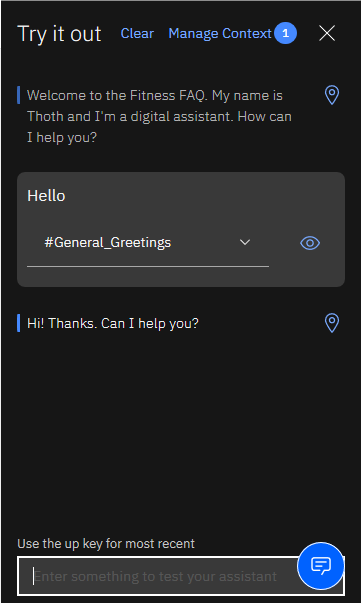 Try it out Clear Manage Context 1
Welcome to the Fitness FAQ. My name is
Thoth and I'm a digital assistant. How can
I help you?
Hello
#General_Greetings
Hi! Thanks. Can I help you?
Use the up key for most recent
Enter something to test your assistant